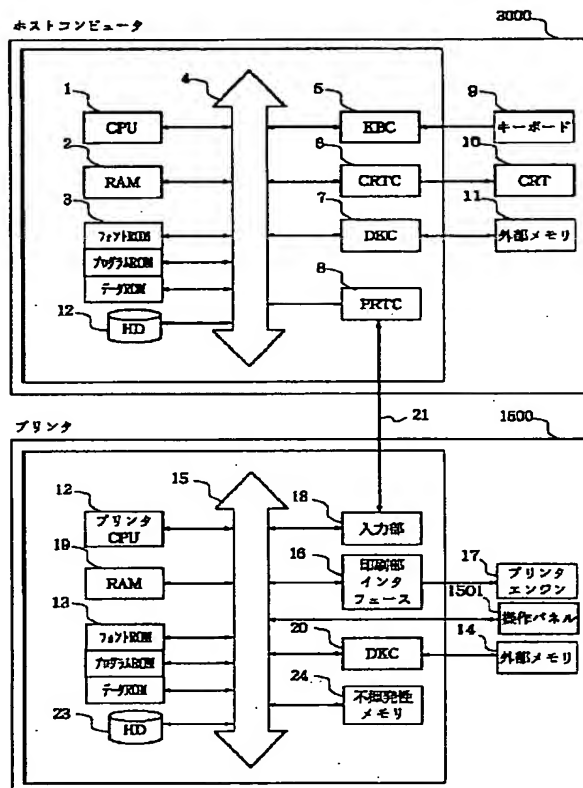 ホストコンピュータ
3000
4
1
CPU
5
KBC
9
キーボード
2
RAM
6
CRTC
10
CRT
3
フォントROM
プログラムROM
データROM
7
DKC
11
外部メモリ
12
HD
8
PRTC
21
プリンタ
1500
15
12
プリンタ
CPU
18
入力部
19
RAM
16
印刷部
インタ
フェース
17
プリンタ
エンジン
1501
操作パネル
13
フォントROM
プログラムROM
データROM
20
DKC
14
外部メモリ
23
HD
24
不揮発性
メモリ